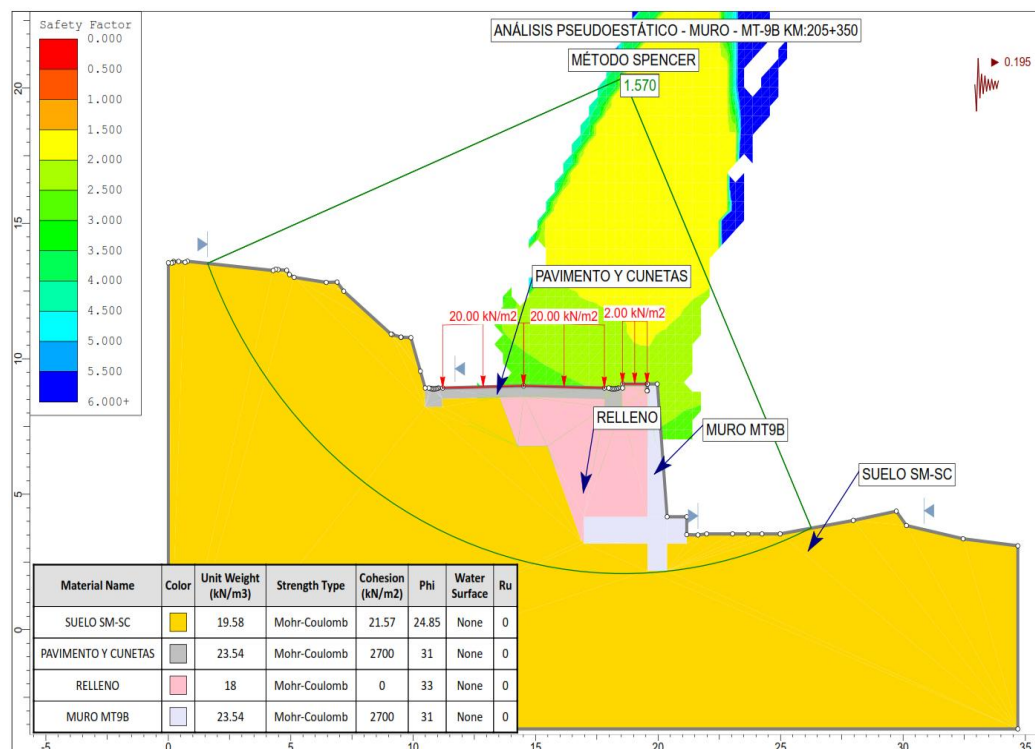 Safety Factor
0.000
0.500
1.000
1.500
2.000
2.500
3.000
3.500
4.000
4.500
5.000
5.500
6.000+
ANÁLISIS PSEUDOESTÁTICO - MURO - MT-9B KM:205+350
MÉTODO SPENCER
1.570
0.195
PAVIMENTO Y CUNETAS
20.00 kN/m2
20.00 kN/m2
2.00 kN/m2
RELLENO
MURO MT9B
SUELO SM-SC
Material Name Color Unit Weight (kN/m3) Strength Type Cohesion (kN/m2) Phi Water Surface Ru
SUELO SM-SC 19.58 Mohr-Coulomb 21.57 24.85 None 0
PAVIMENTO Y CUNETAS 23.54 Mohr-Coulomb 2700 31 None 0
RELLENO 18 Mohr-Coulomb 0 33 None 0
MURO MT9B 23.54 Mohr-Coulomb 2700 31 None 0
20
15
10
5
0
-5 0 5 10 15 20 25 30 35